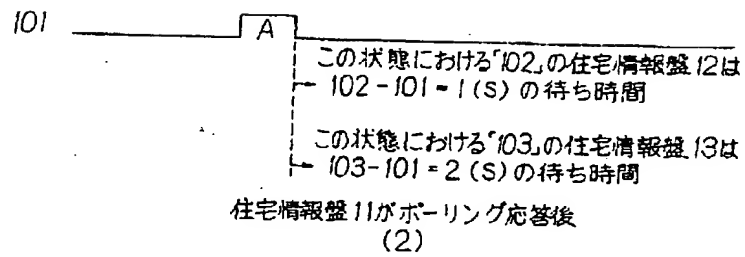 101
A
この状態における「102」の住宅情報盤12は
102-101=1(S)の待ち時間
この状態における「103」の住宅情報盤13は
103-101=2(S)の待ち時間
住宅情報盤11がポーリング応答後
(2)